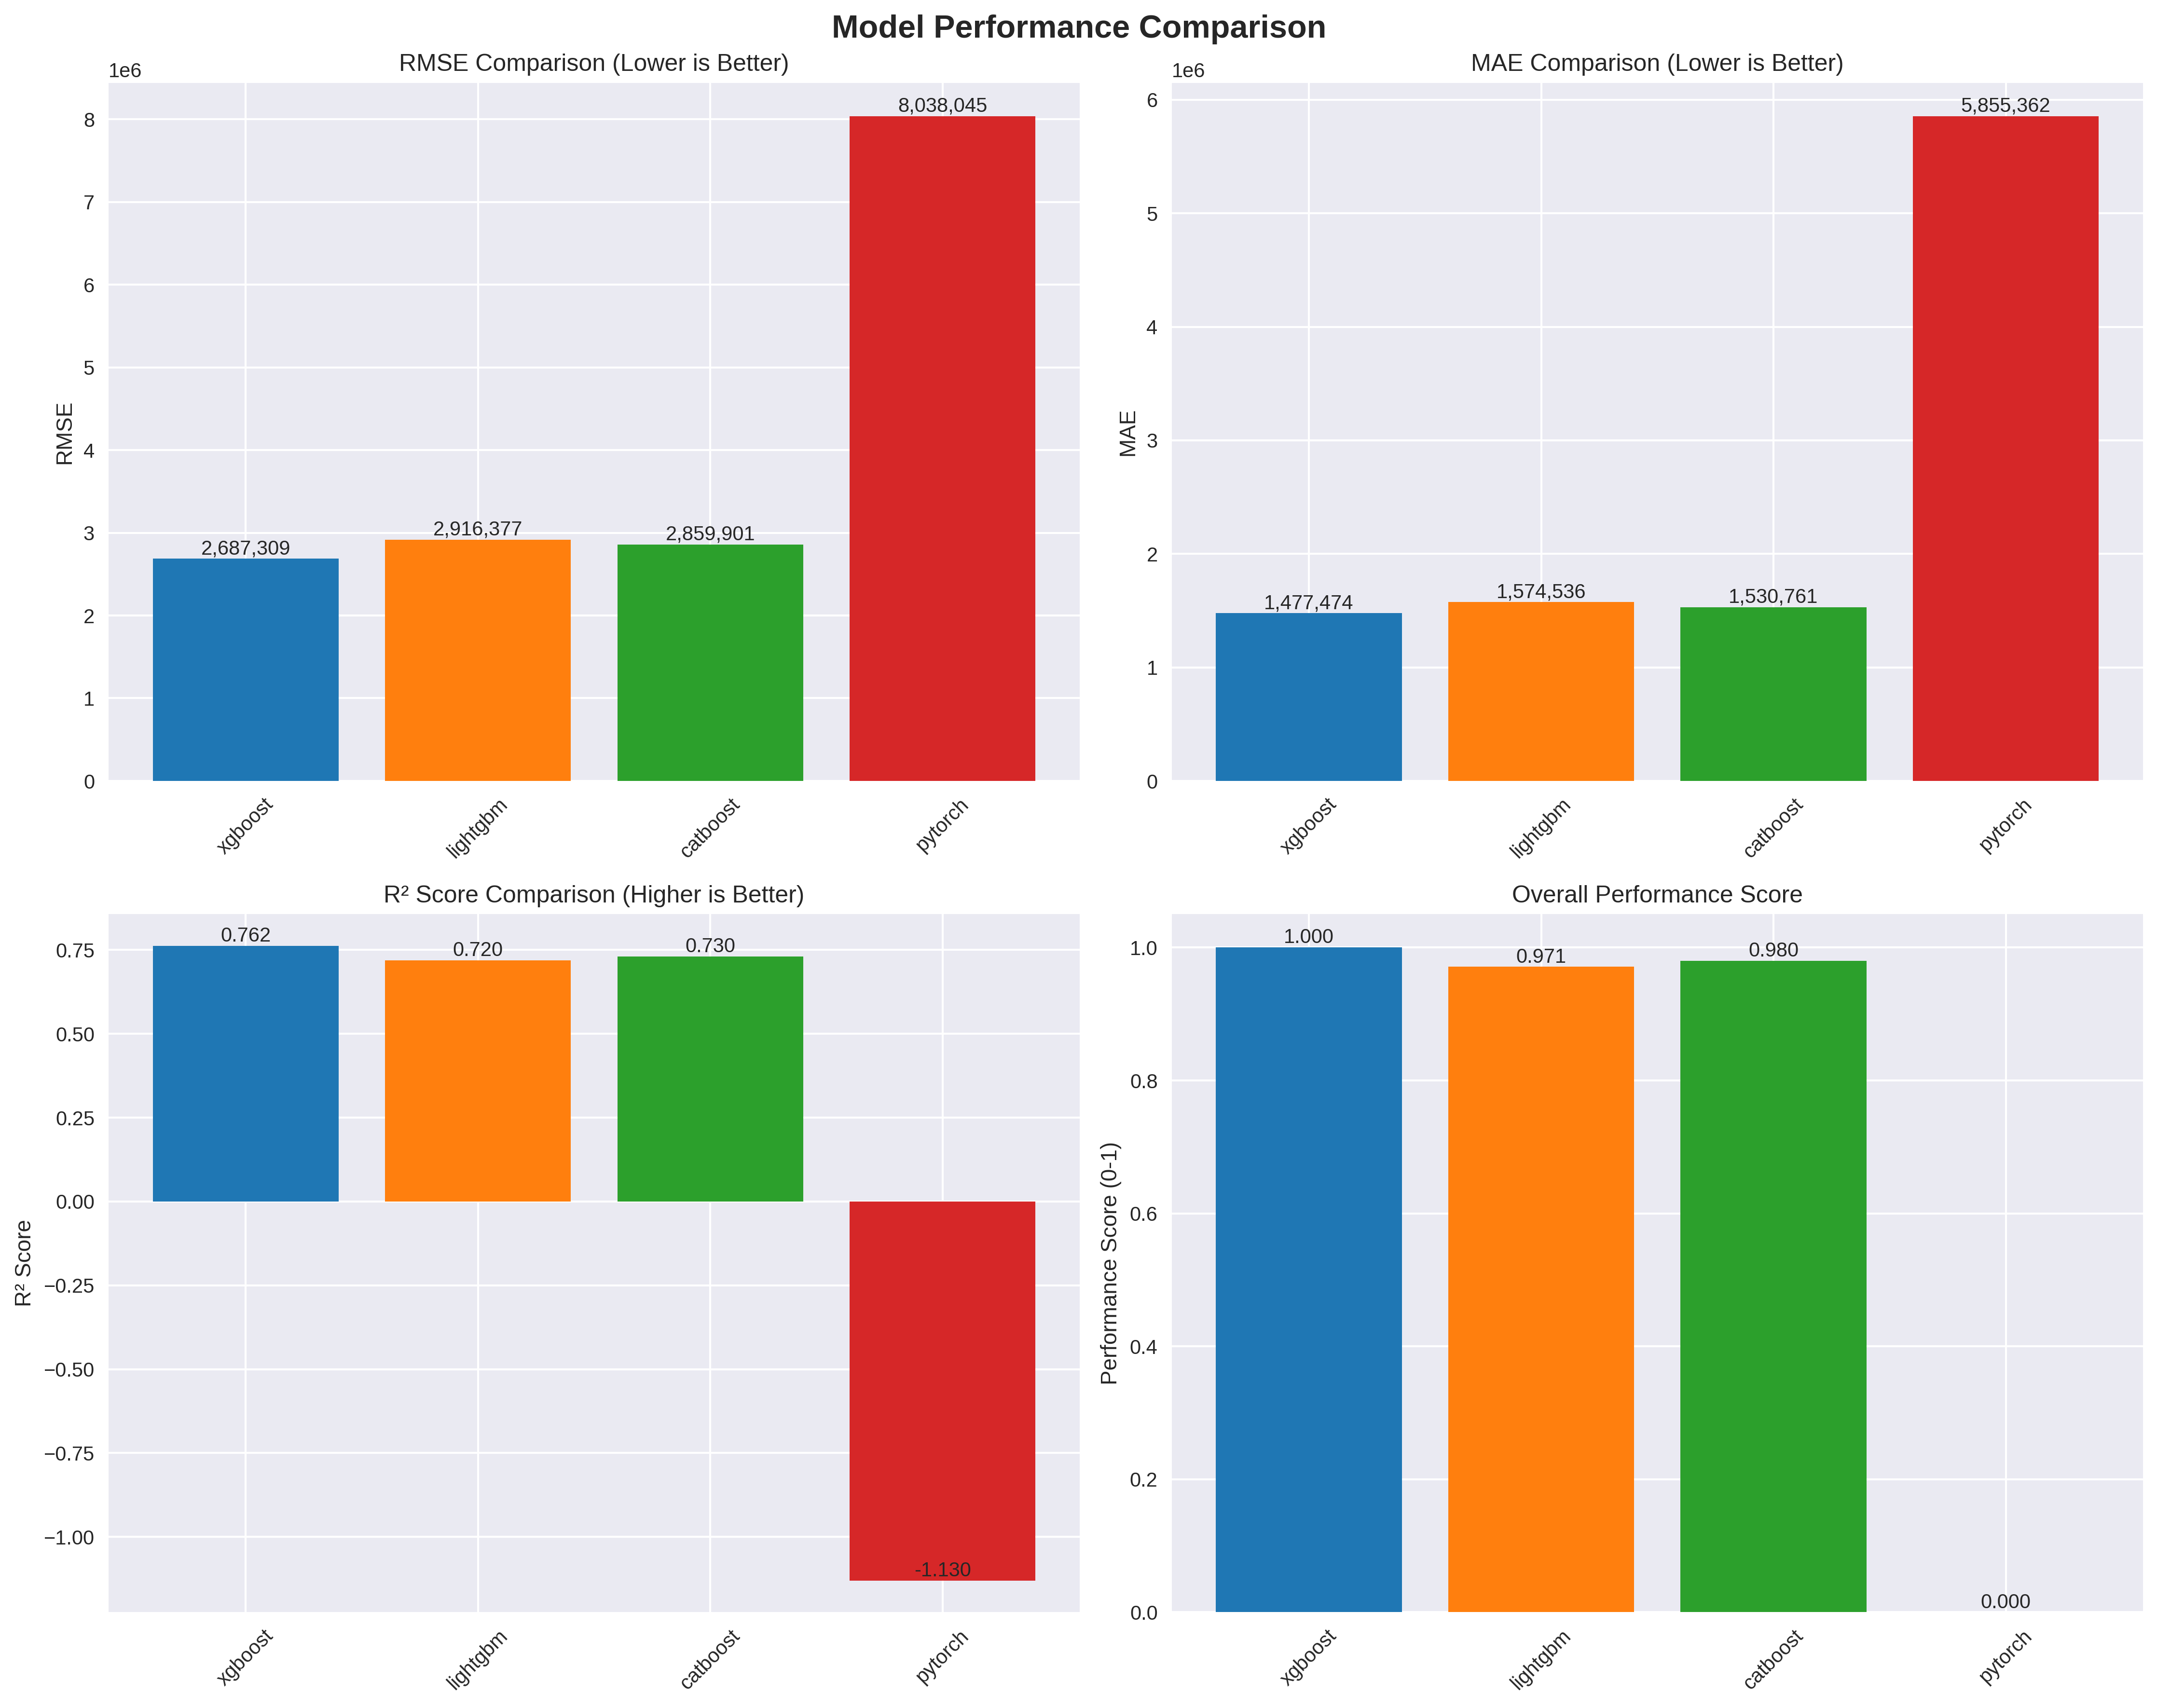 Model Performance Comparison
RMSE Comparison (Lower is Better)
1e6
RMSE
8
7
6
5
4
3
2
1
0
2,687,309
2,916,377
2,859,901
8,038,045
xgboost
lightgbm
catboost
pytorch
MAE Comparison (Lower is Better)
1e6
MAE
6
5
4
3
2
1
0
1,477,474
1,574,536
1,530,761
5,855,362
xgboost
lightgbm
catboost
pytorch
R² Score Comparison (Higher is Better)
R² Score
0.75
0.50
0.25
0.00
−0.25
−0.50
−0.75
−1.00
0.762
0.720
0.730
-1.130
xgboost
lightgbm
catboost
pytorch
Overall Performance Score
Performance Score (0-1)
1.0
0.8
0.6
0.4
0.2
0.0
1.000
0.971
0.980
0.000
xgboost
lightgbm
catboost
pytorch